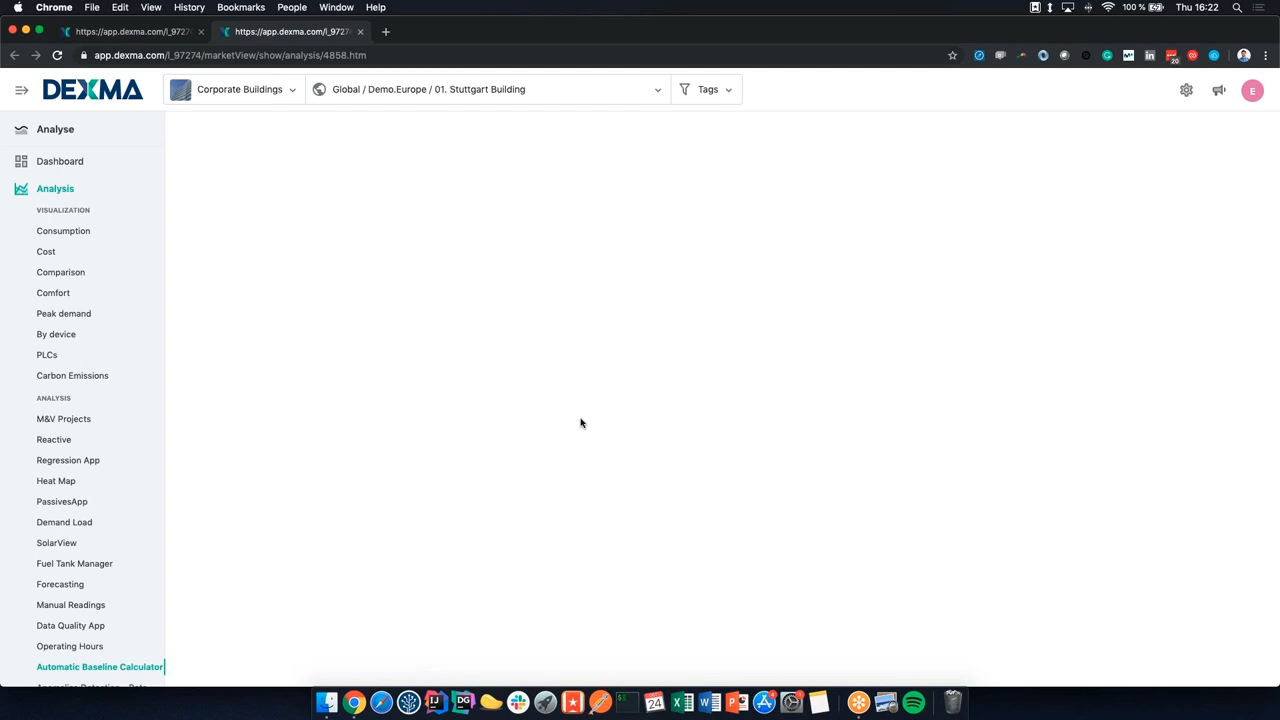 Chrome File Edit View History Bookmarks People Window Help 100 % Thu 16:22
https://app.dexma.com/l_9727 https://app.dexma.com/l_9727
app.dexma.com/l_97274/marketView/show/analysis/4858.htm
DEXMA Corporate Buildings Global / Demo.Europe / 01. Stuttgart Building Tags E
Analyse
Dashboard
Analysis
VISUALIZATION
Consumption
Cost
Comparison
Comfort
Peak demand
By device
PLCs
Carbon Emissions
ANALYSIS
M&V Projects
Reactive
Regression App
Heat Map
PassivesApp
Demand Load
SolarView
Fuel Tank Manager
Forecasting
Manual Readings
Data Quality App
Operating Hours
Automatic Baseline Calculator